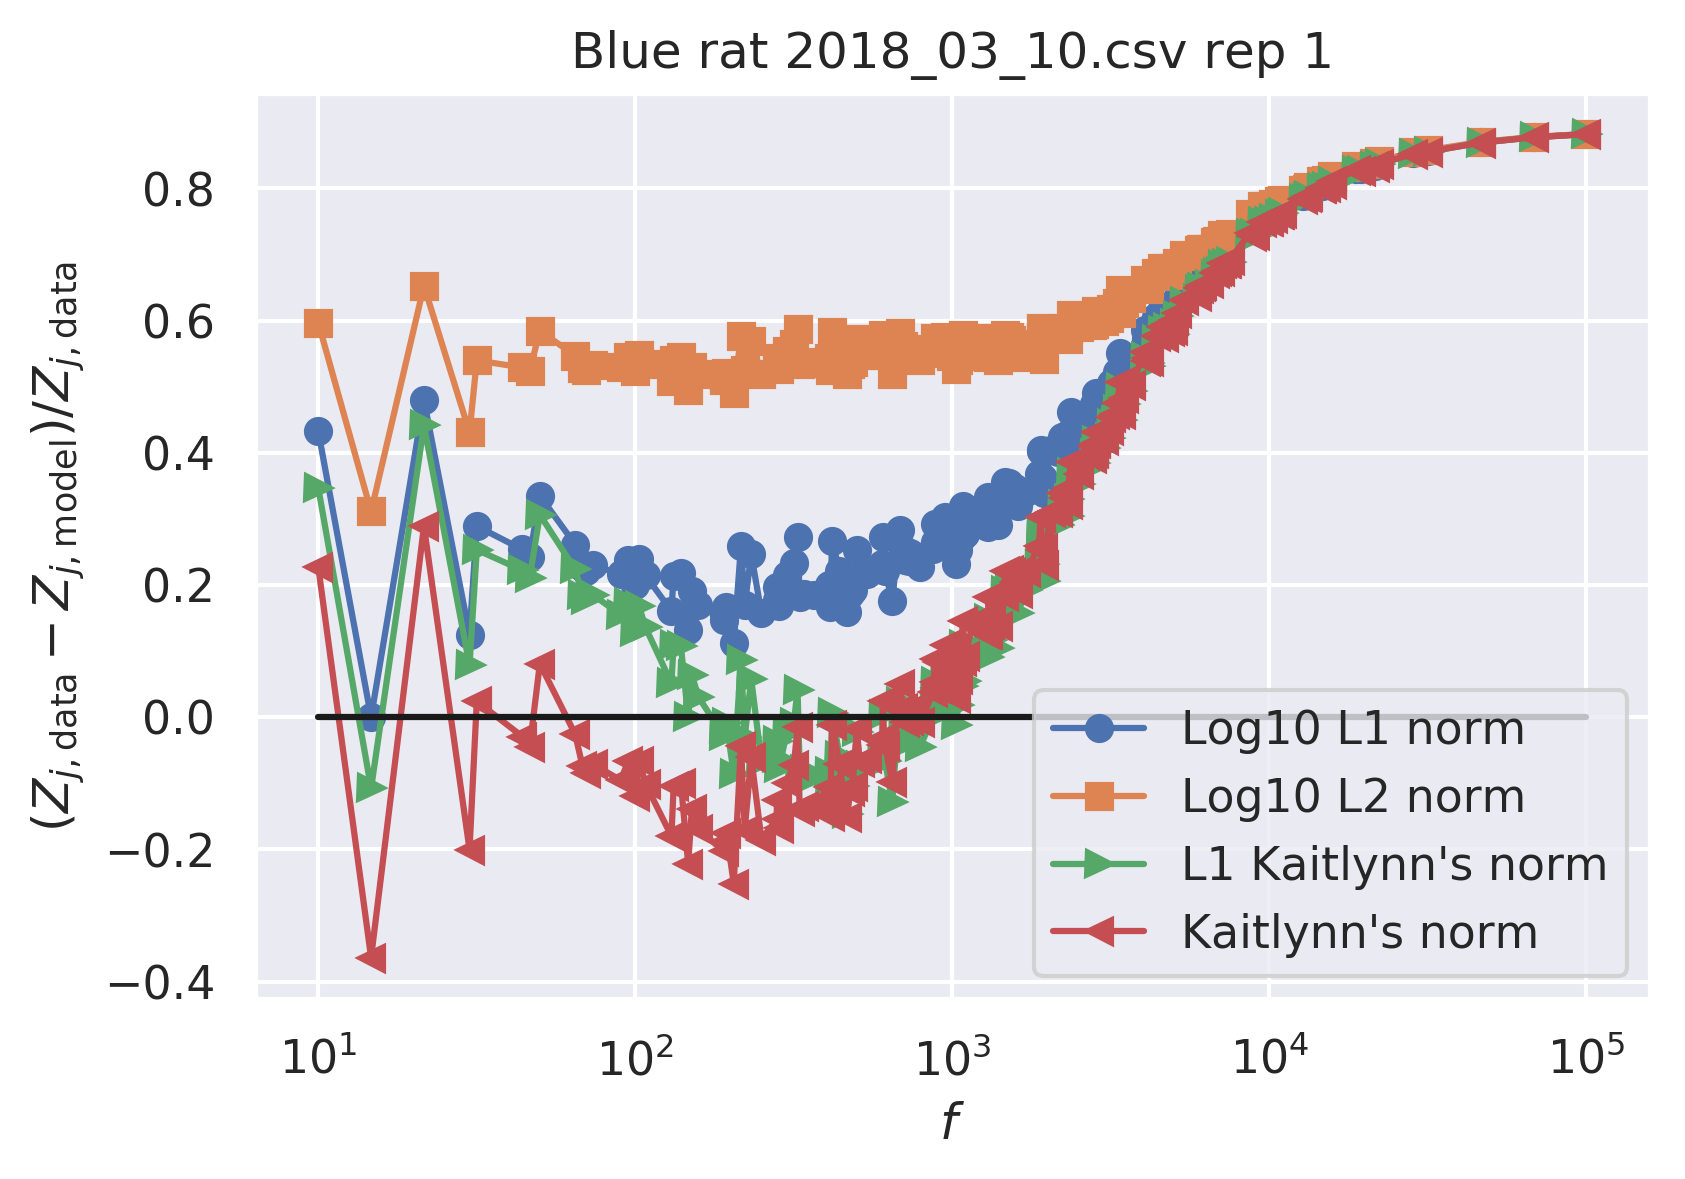 Blue rat 2018_03_10.csv rep 1
(Z_{j, data} − Z_{j, model})/Z_{j, data}
0.8
0.6
0.4
0.2
0.0
−0.2
−0.4
Log10 L1 norm
Log10 L2 norm
L1 Kaitlynn's norm
Kaitlynn's norm
10^1 10^2 10^3 10^4 10^5
f